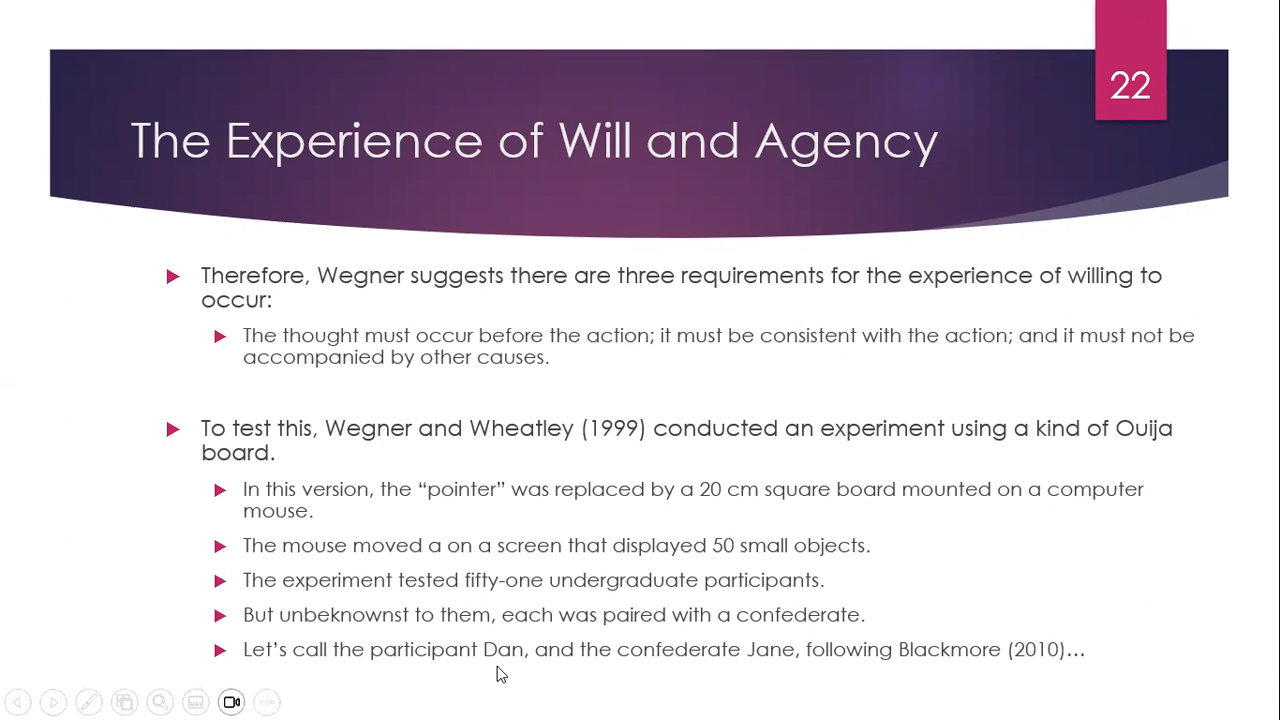 22
The Experience of Will and Agency
Therefore, Wegner suggests there are three requirements for the experience of willing to
occur:
The thought must occur before the action; it must be consistent with the action; and it must not be
accompanied by other causes.
To test this, Wegner and Wheatley (1999) conducted an experiment using a kind of Ouija
board.
In this version, the “pointer” was replaced by a 20 cm square board mounted on a computer
mouse.
The mouse moved a on a screen that displayed 50 small objects.
The experiment tested fifty-one undergraduate participants.
But unbeknownst to them, each was paired with a confederate.
Let’s call the participant Dan, and the confederate Jane, following Blackmore (2010)…